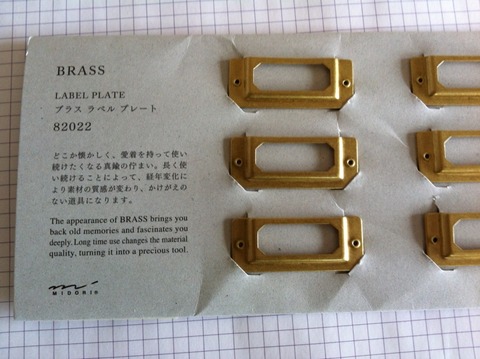 BRASS
LABEL PLATE
ブラス ラベル プレート
82022
どこか懐かしく。愛着を持って使い
続けたくなる真鍮の佇まい。長く使
い続けることによって、経年変化に
より素材の質感が変わり、かけがえの
ない道具になります。
The appearance of BRASS brings you
back old memories and fascinates you
deeply. Long time use changes the material
quality, turning it into a precious tool.
MIDORI